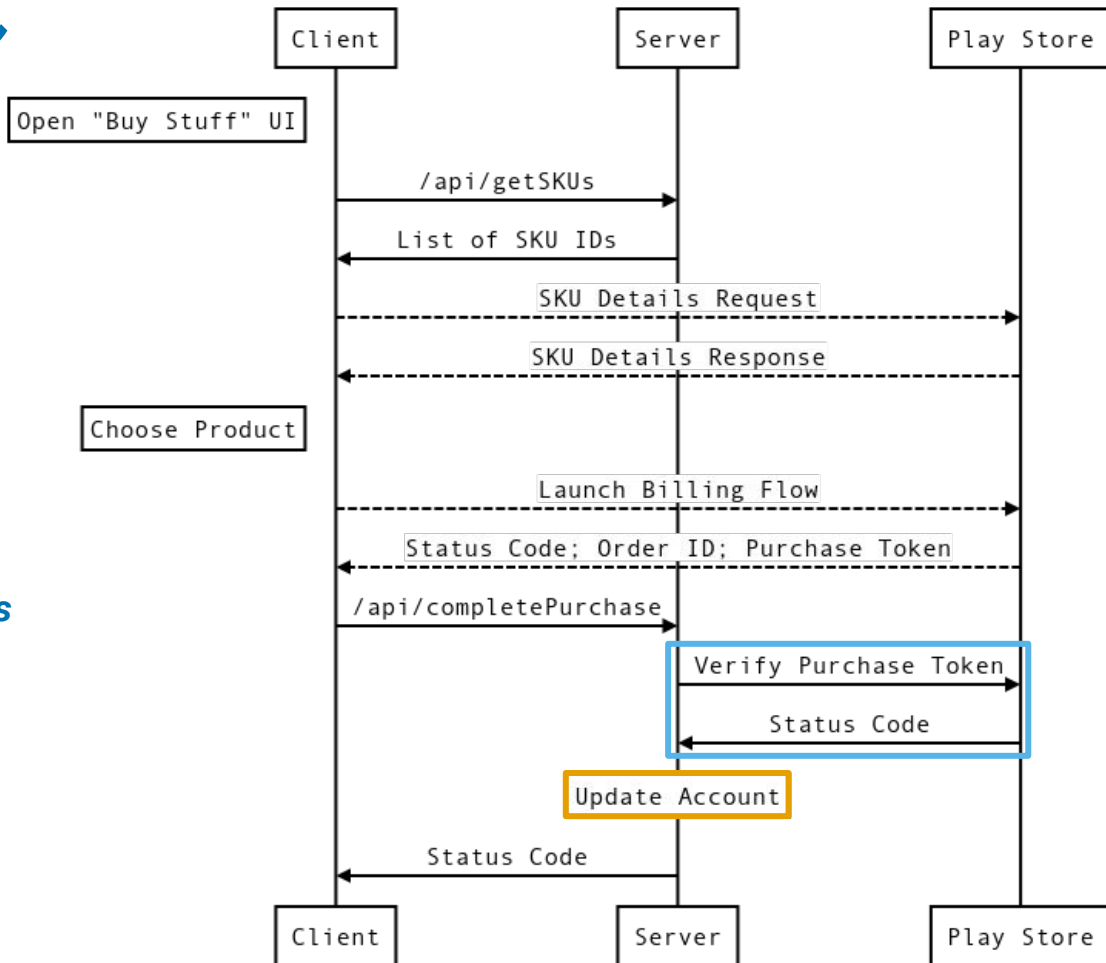 Client
Server
Play Store
Open "Buy Stuff" UI
/api/getSKUs
List of SKU IDs
SKU Details Request
SKU Details Response
Choose Product
Launch Billing Flow
Status Code; Order ID; Purchase Token
s
/api/completePurchase
Verify Purchase Token
Status Code
Update Account
Status Code
Client
Server
Play Store